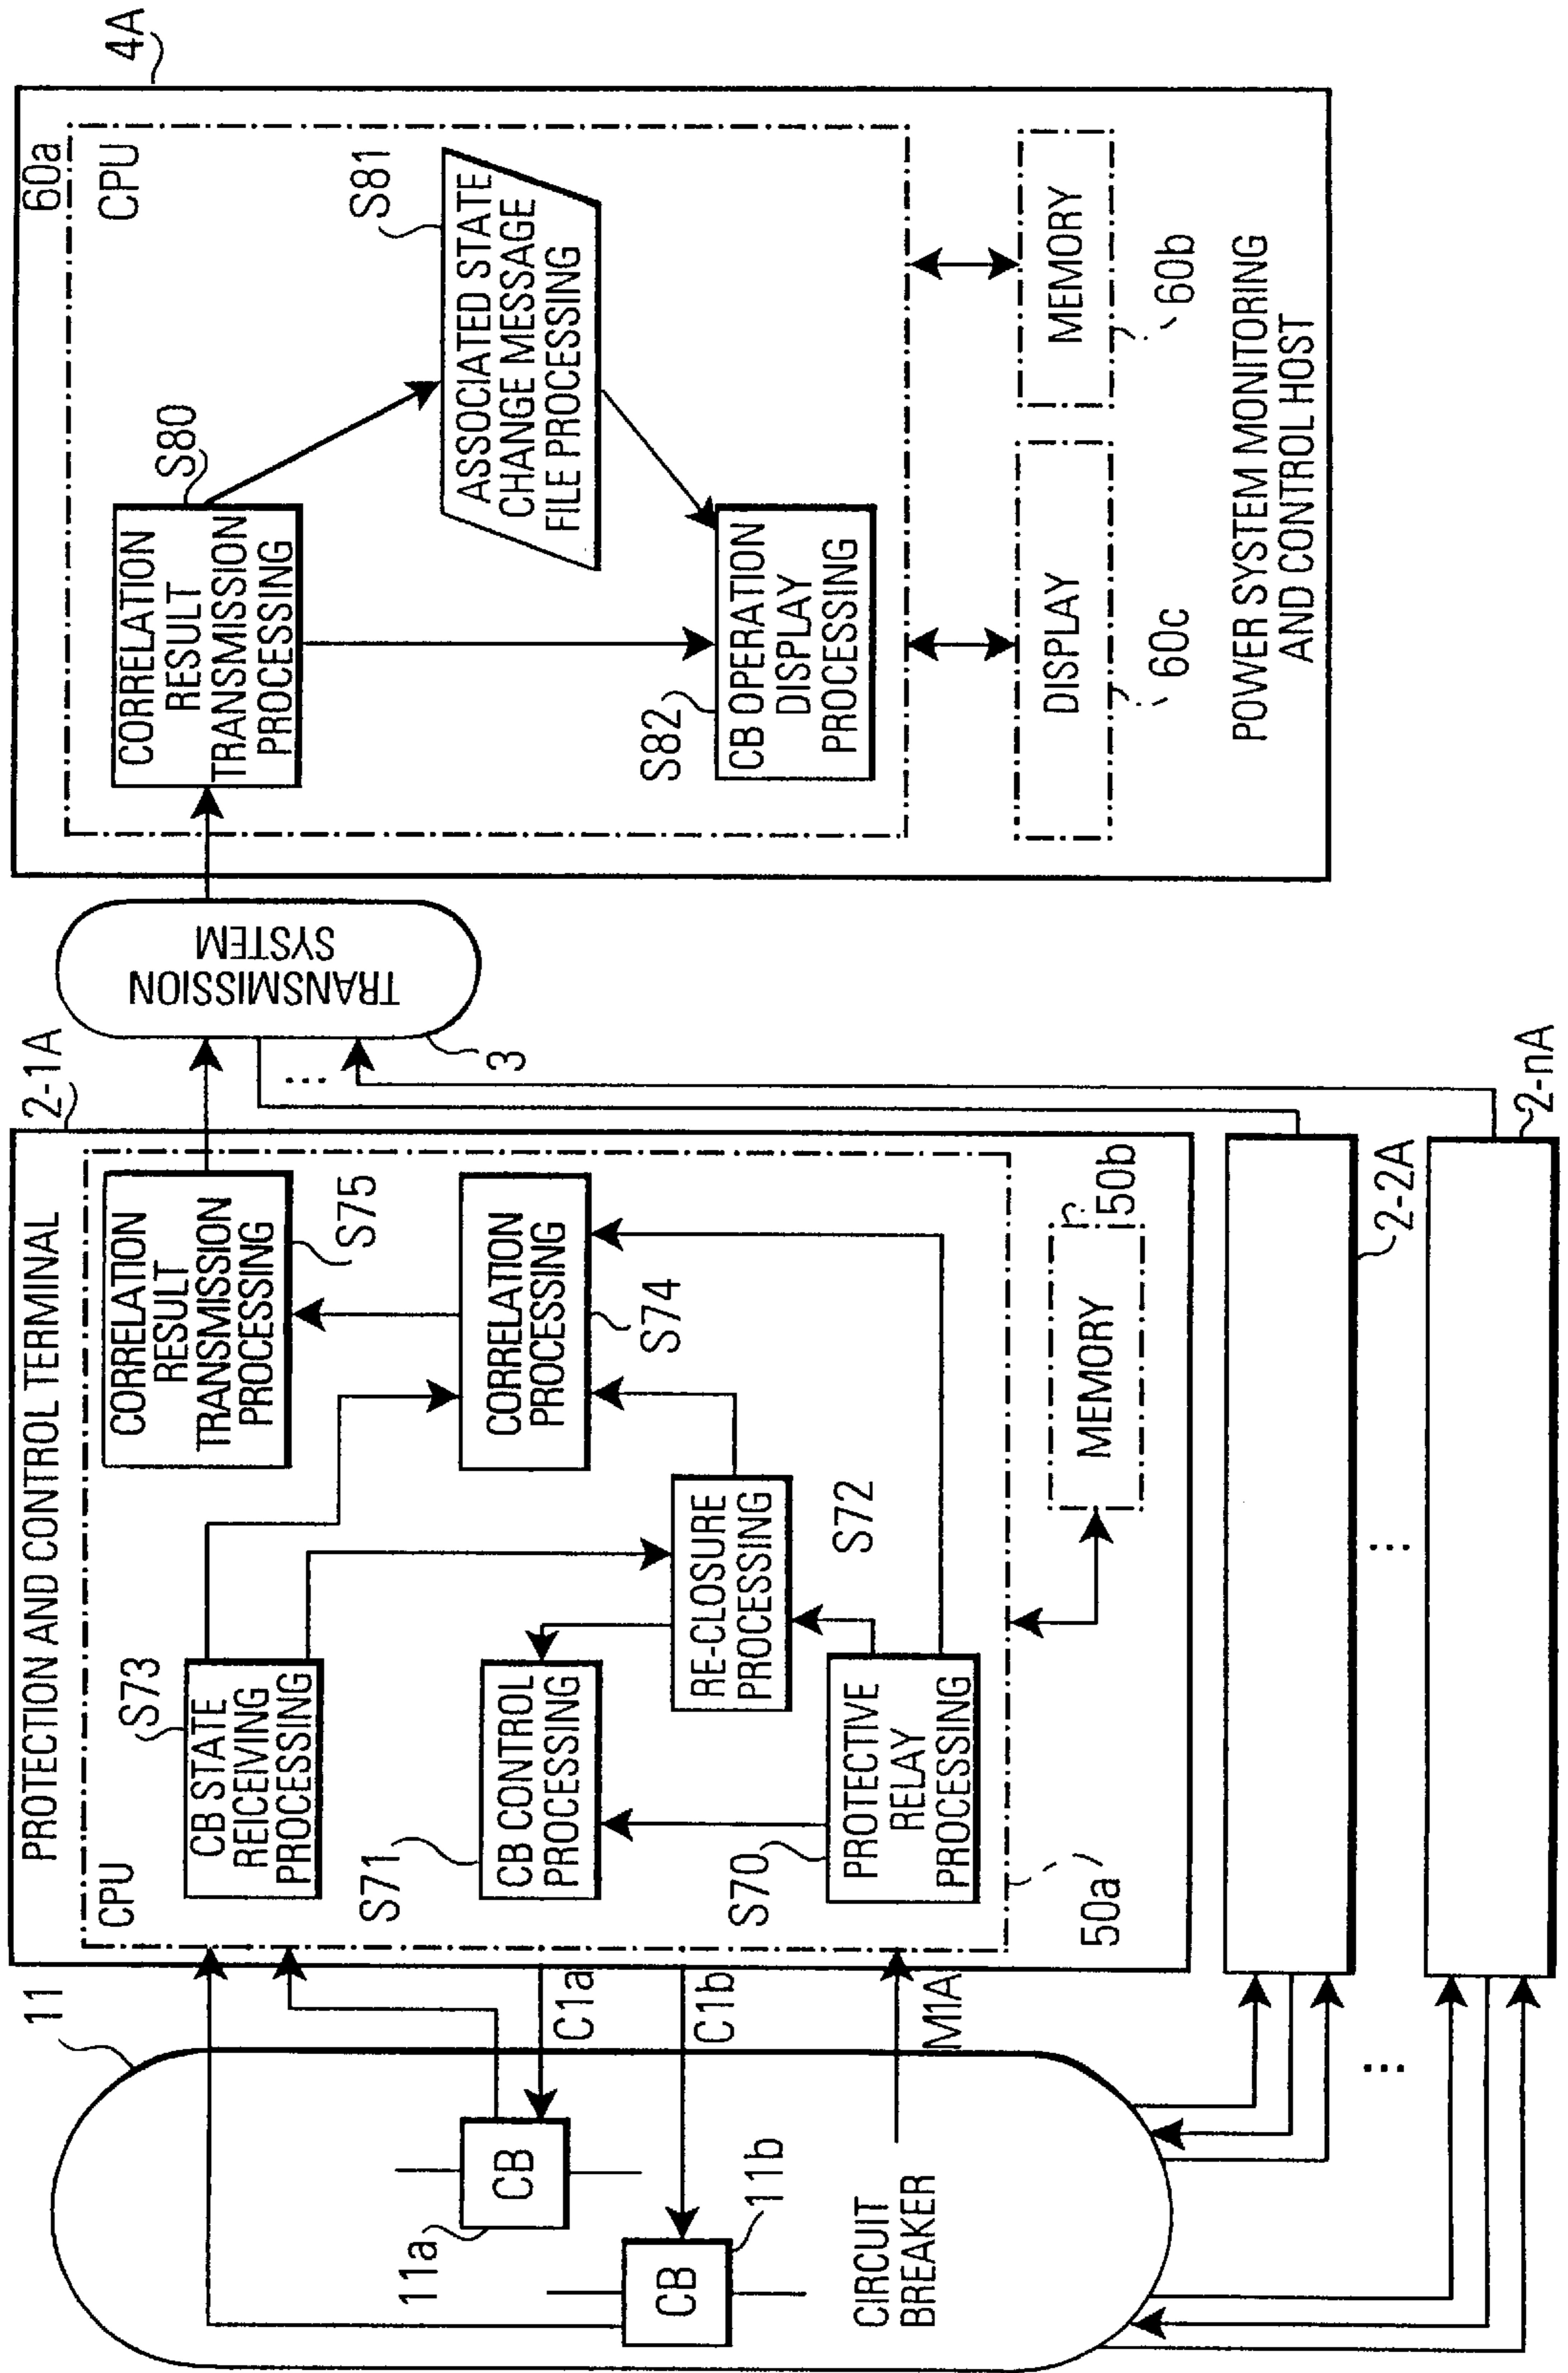 11
11a
CB
11b
CB
CIRCUIT
BREAKER
C1a
C1b
M1A
PROTECTION AND CONTROL TERMINAL
2-1A
CPU
S73
CB STATE
REICEIVING
PROCESSING
S71
CB CONTROL
PROCESSING
S70
PROTECTIVE
RELAY
PROCESSING
50a
RE-CLOSURE
PROCESSING
S72
CORRELATION
RESULT
TRANSMISSION
PROCESSING
S75
CORRELATION
PROCESSING
S74
MEMORY
50b
2-2A
2-nA
...
...
...
TRANSMISSION
SYSTEM
3
4A
60a
CPU
CORRELATION
RESULT
TRANSMISSION
PROCESSING
S80
ASSOCIATED STATE
CHANGE MESSAGE
FILE PROCESSING
S81
S82
CB OPERATION
DISPLAY
PROCESSING
DISPLAY
60c
MEMORY
60b
POWER SYSTEM MONITORING
AND CONTROL HOST